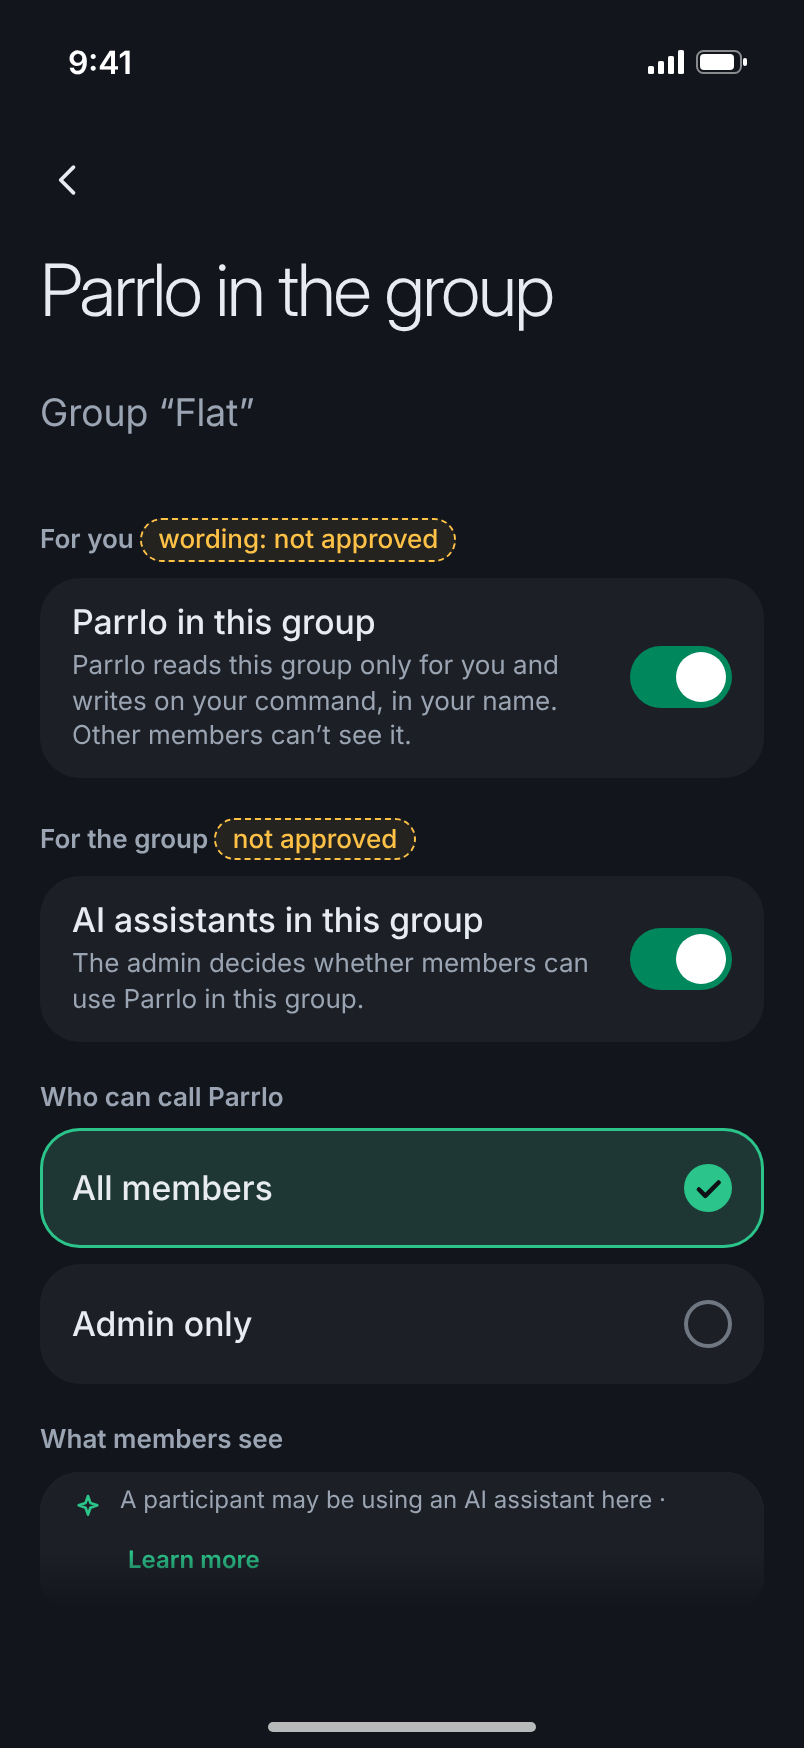 9:41
Parrlo in the group
Group “Flat”
For you wording: not approved
Parrlo in this group
Parrlo reads this group only for you and
writes on your command, in your name.
Other members can’t see it.
For the group not approved
AI assistants in this group
The admin decides whether members can
use Parrlo in this group.
Who can call Parrlo
All members
Admin only
What members see
A participant may be using an AI assistant here ·
Learn more